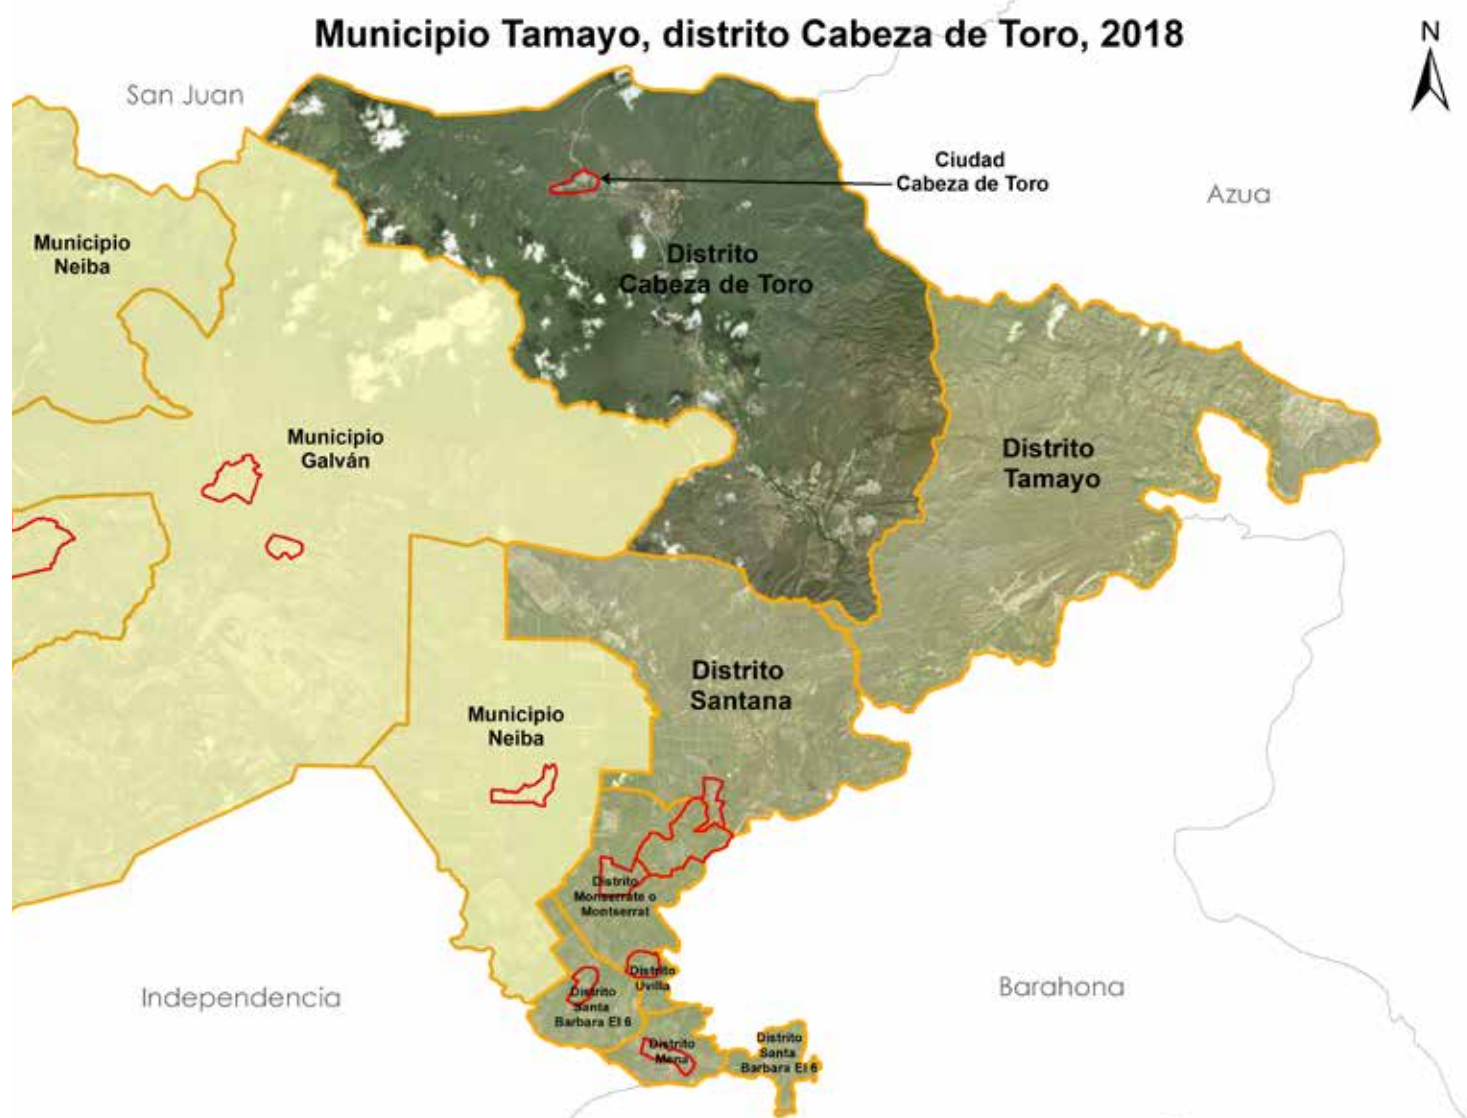 Municipio Tamayo, distrito Cabeza de Toro, 2018
N
San Juan
Ciudad
Cabeza de Toro
Azua
Municipio
Neiba
Distrito
Cabeza de Toro
Municipio
Galván
Distrito
Tamayo
Distrito
Santana
Municipio
Neiba
Distrito
Monserrate o
Montserrat
Distrito
Uvilla
Independencia
Barahona
Distrito
Santa
Barbara El 6
Distrito
Mena
Distrito
Santa
Barbara El 6